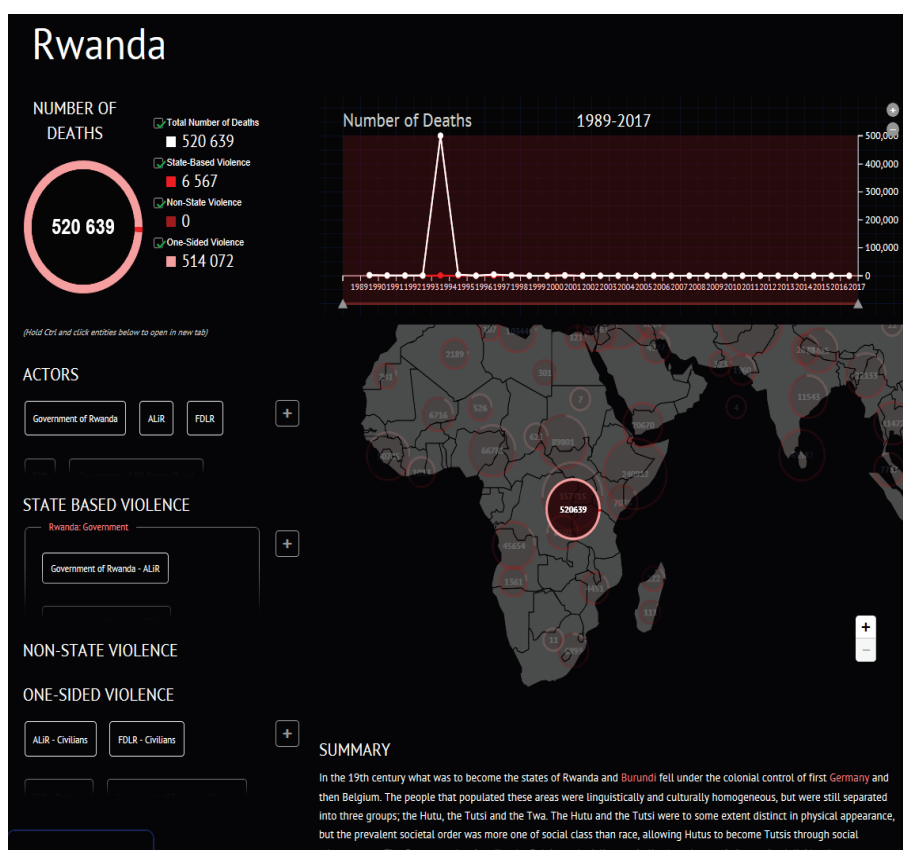 Rwanda
NUMBER OF
DEATHS
520 639
Total Number of Deaths
520 639
State-Based Violence
6 567
Non-State Violence
0
One-Sided Violence
514 072
Number of Deaths
1989-2017
500,000
400,000
300,000
200,000
100,000
0
1989 1990 1991 1992 1993 1994 1995 1996 1997 1998 1999 2000 2001 2002 2003 2004 2005 2006 2007 2008 2009 2010 2011 2012 2013 2014 2015 2016 2017
(Hold Ctrl and click entities below to open in new tab)
ACTORS
Government of Rwanda
ALiR
FDLR
+
STATE BASED VIOLENCE
Rwanda: Government
+
Government of Rwanda - ALiR
NON-STATE VIOLENCE
ONE-SIDED VIOLENCE
ALiR - Civilians
FDLR - Civilians
+
2189
301
7
6716
526
4
11543
520639
45654
1561
11
+
−
SUMMARY
In the 19th century what was to become the states of Rwanda and Burundi fell under the colonial control of first Germany and
then Belgium. The people that populated these areas were linguistically and culturally homogeneous, but were still separated
into three groups; the Hutu, the Tutsi and the Twa. The Hutu and the Tutsi were to some extent distinct in physical appearance,
but the prevalent societal order was more one of social class than race, allowing Hutus to become Tutsis through social